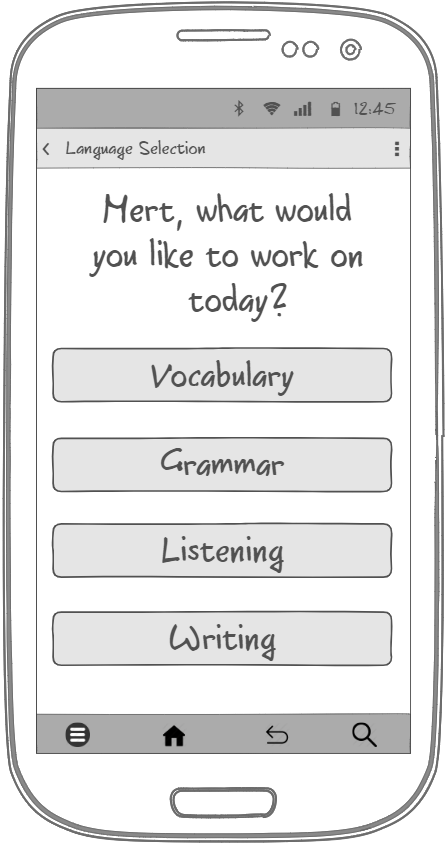 12:45
Language Selection
Mert, what would
you like to work on
today?
Vocabulary
Grammar
Listening
Writing